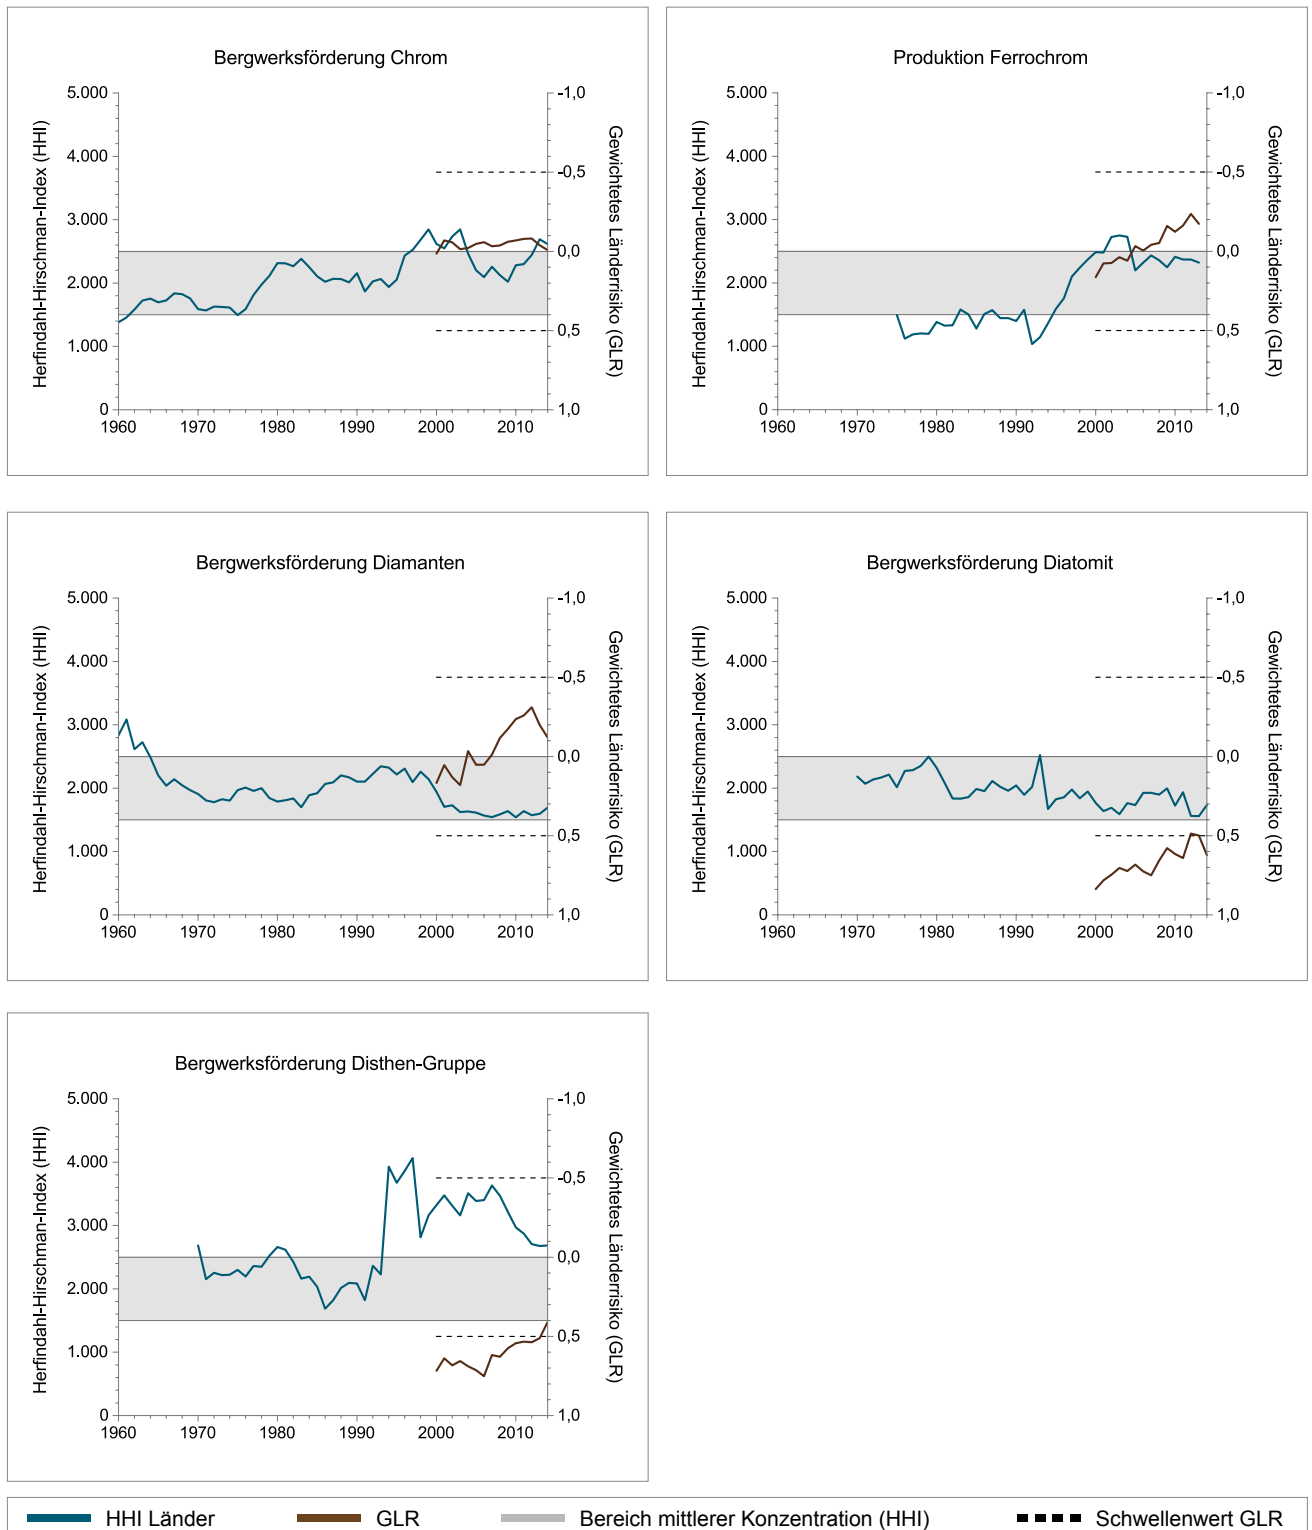 Bergwerksförderung Chrom
Herfindahl-Hirschman-Index (HHI)
5.000
4.000
3.000
2.000
1.000
0
1960 1970 1980 1990 2000 2010
-1,0
-0,5
0,0
0,5
1,0
Gewichtetes Länderrisiko (GLR)
Produktion Ferrochrom
Herfindahl-Hirschman-Index (HHI)
5.000
4.000
3.000
2.000
1.000
0
1960 1970 1980 1990 2000 2010
-1,0
-0,5
0,0
0,5
1,0
Gewichtetes Länderrisiko (GLR)
Bergwerksförderung Diamanten
Herfindahl-Hirschman-Index (HHI)
5.000
4.000
3.000
2.000
1.000
0
1960 1970 1980 1990 2000 2010
-1,0
-0,5
0,0
0,5
1,0
Gewichtetes Länderrisiko (GLR)
Bergwerksförderung Diatomit
Herfindahl-Hirschman-Index (HHI)
5.000
4.000
3.000
2.000
1.000
0
1960 1970 1980 1990 2000 2010
-1,0
-0,5
0,0
0,5
1,0
Gewichtetes Länderrisiko (GLR)
Bergwerksförderung Disthen-Gruppe
Herfindahl-Hirschman-Index (HHI)
5.000
4.000
3.000
2.000
1.000
0
1960 1970 1980 1990 2000 2010
-1,0
-0,5
0,0
0,5
1,0
Gewichtetes Länderrisiko (GLR)
HHI Länder GLR Bereich mittlerer Konzentration (HHI) Schwellenwert GLR